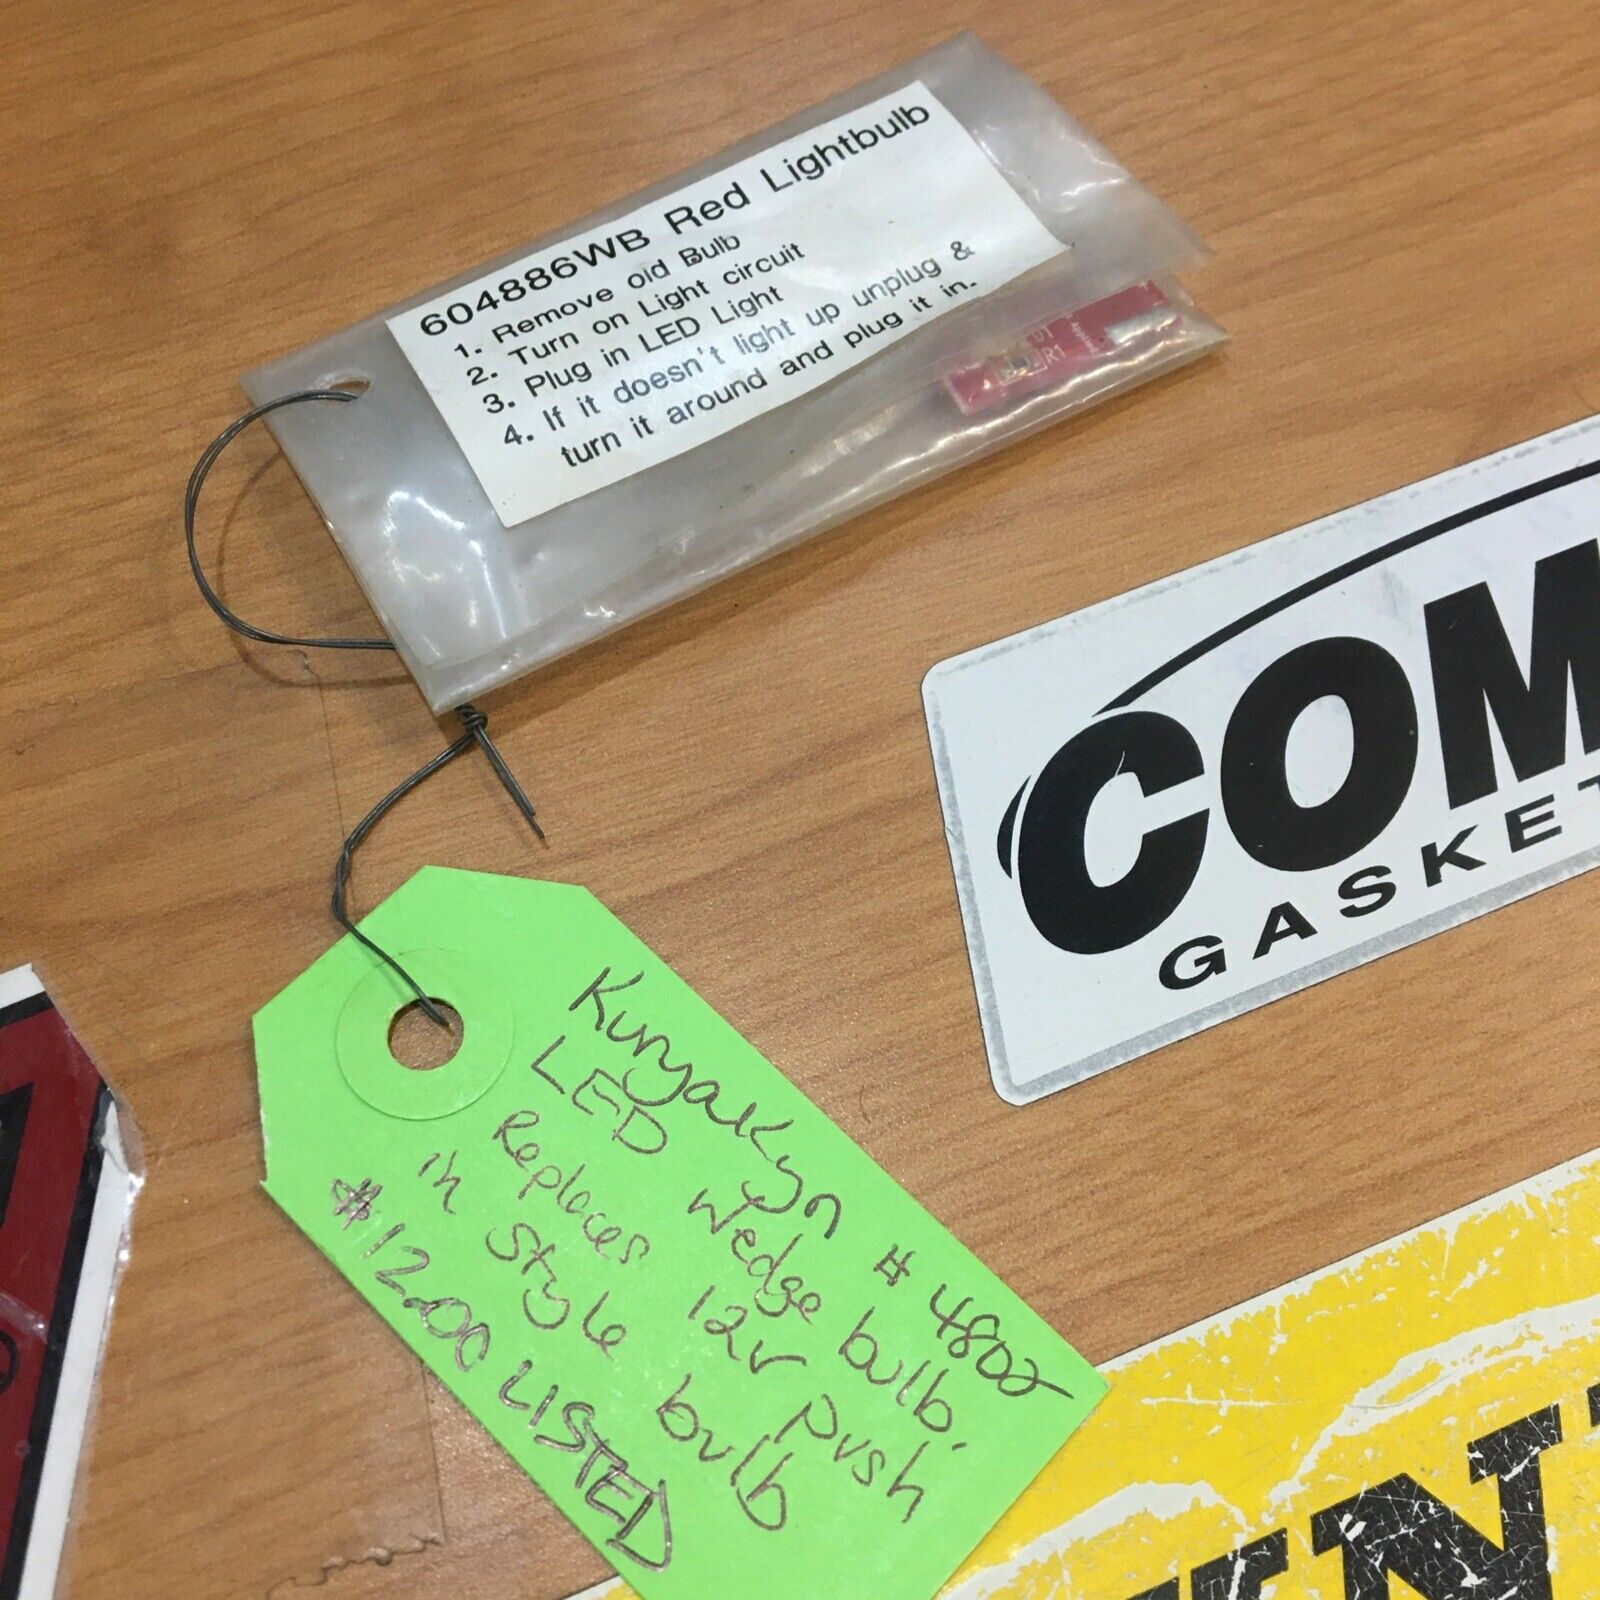 604886WB Red Lightbulb
1. Remove old Bulb
2. Turn on Light circuit
3. Plug in LED Light
4. If it doesn't light up unplug &
turn it around and plug it in.
D1
R1
Applied
COM
GASKET
Kuryakyn # 4802
LED Wedge bulb.
Replaces 12v push
in style bulb
$12.00 LISTED